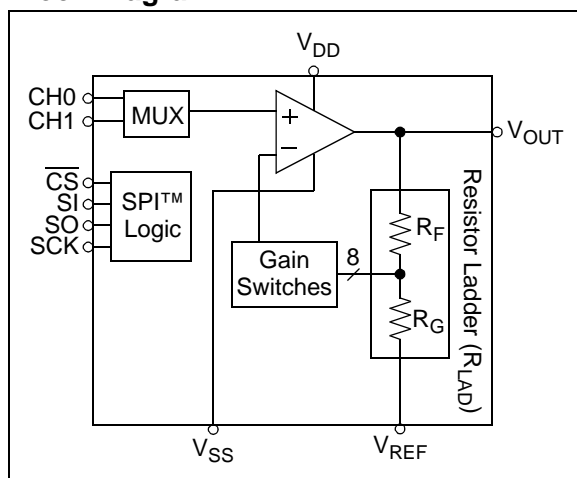 V_DD
CH0
CH1
MUX
+
−
V_OUT
C̅S̅
SI
SO
SCK
SPI™
Logic
Gain
Switches
8
R_F
R_G
Resistor Ladder (R_LAD)
V_SS
V_REF